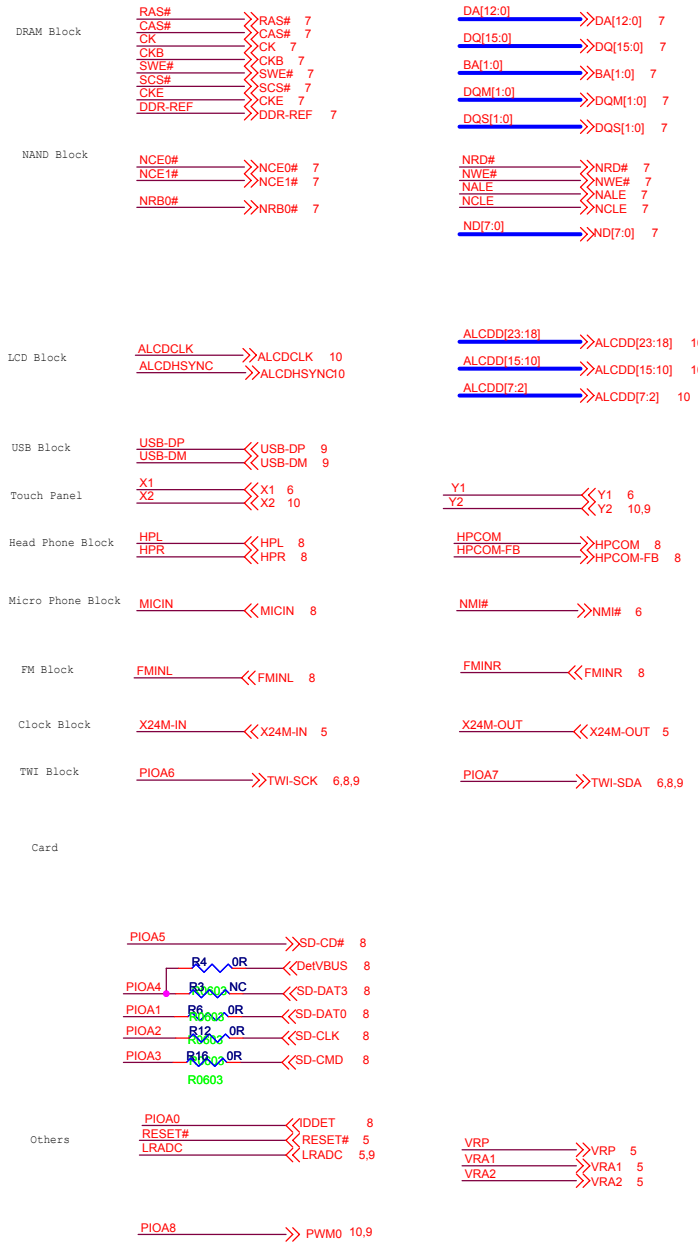 DRAM Block
RAS# RAS# 7
CAS# CAS# 7
CK CK 7
CKB CKB 7
SWE# SWE# 7
SCS# SCS# 7
CKE CKE 7
DDR-REF DDR-REF 7
DA[12:0] DA[12:0] 7
DQ[15:0] DQ[15:0] 7
BA[1:0] BA[1:0] 7
DQM[1:0] DQM[1:0] 7
DQS[1:0] DQS[1:0] 7
NAND Block
NCE0# NCE0# 7
NCE1# NCE1# 7
NRB0# NRB0# 7
NRD# NRD# 7
NWE# NWE# 7
NALE NALE 7
NCLE NCLE 7
ND[7:0] ND[7:0] 7
LCD Block
ALCDCLK ALCDCLK 10
ALCDHSYNC ALCDHSYNC10
ALCDD[23:18] ALCDD[23:18]
ALCDD[15:10] ALCDD[15:10]
ALCDD[7:2] ALCDD[7:2] 10
USB Block
USB-DP USB-DP 9
USB-DM USB-DM 9
Touch Panel
X1 X1 6
X2 X2 10
Y1 Y1 6
Y2 Y2 10,9
Head Phone Block
HPL HPL 8
HPR HPR 8
HPCOM HPCOM 8
HPCOM-FB HPCOM-FB 8
Micro Phone Block
MICIN MICIN 8
NMI# NMI# 6
FM Block
FMINL FMINL 8
FMINR FMINR 8
Clock Block
X24M-IN X24M-IN 5
X24M-OUT X24M-OUT 5
TWI Block
PIOA6 TWI-SCK 6,8,9
PIOA7 TWI-SDA 6,8,9
Card
PIOA5 SD-CD# 8
R4 0R DetVBUS 8
PIOA4 R3 NC SD-DAT3 8
R0603
PIOA1 R6 0R SD-DAT0 8
R0603
PIOA2 R12 0R SD-CLK 8
R0603
PIOA3 R16 0R SD-CMD 8
R0603
R0603
Others
PIOA0 IDDET 8
RESET# RESET# 5
LRADC LRADC 5,9
VRP VRP 5
VRA1 VRA1 5
VRA2 VRA2 5
PIOA8 PWM0 10,9